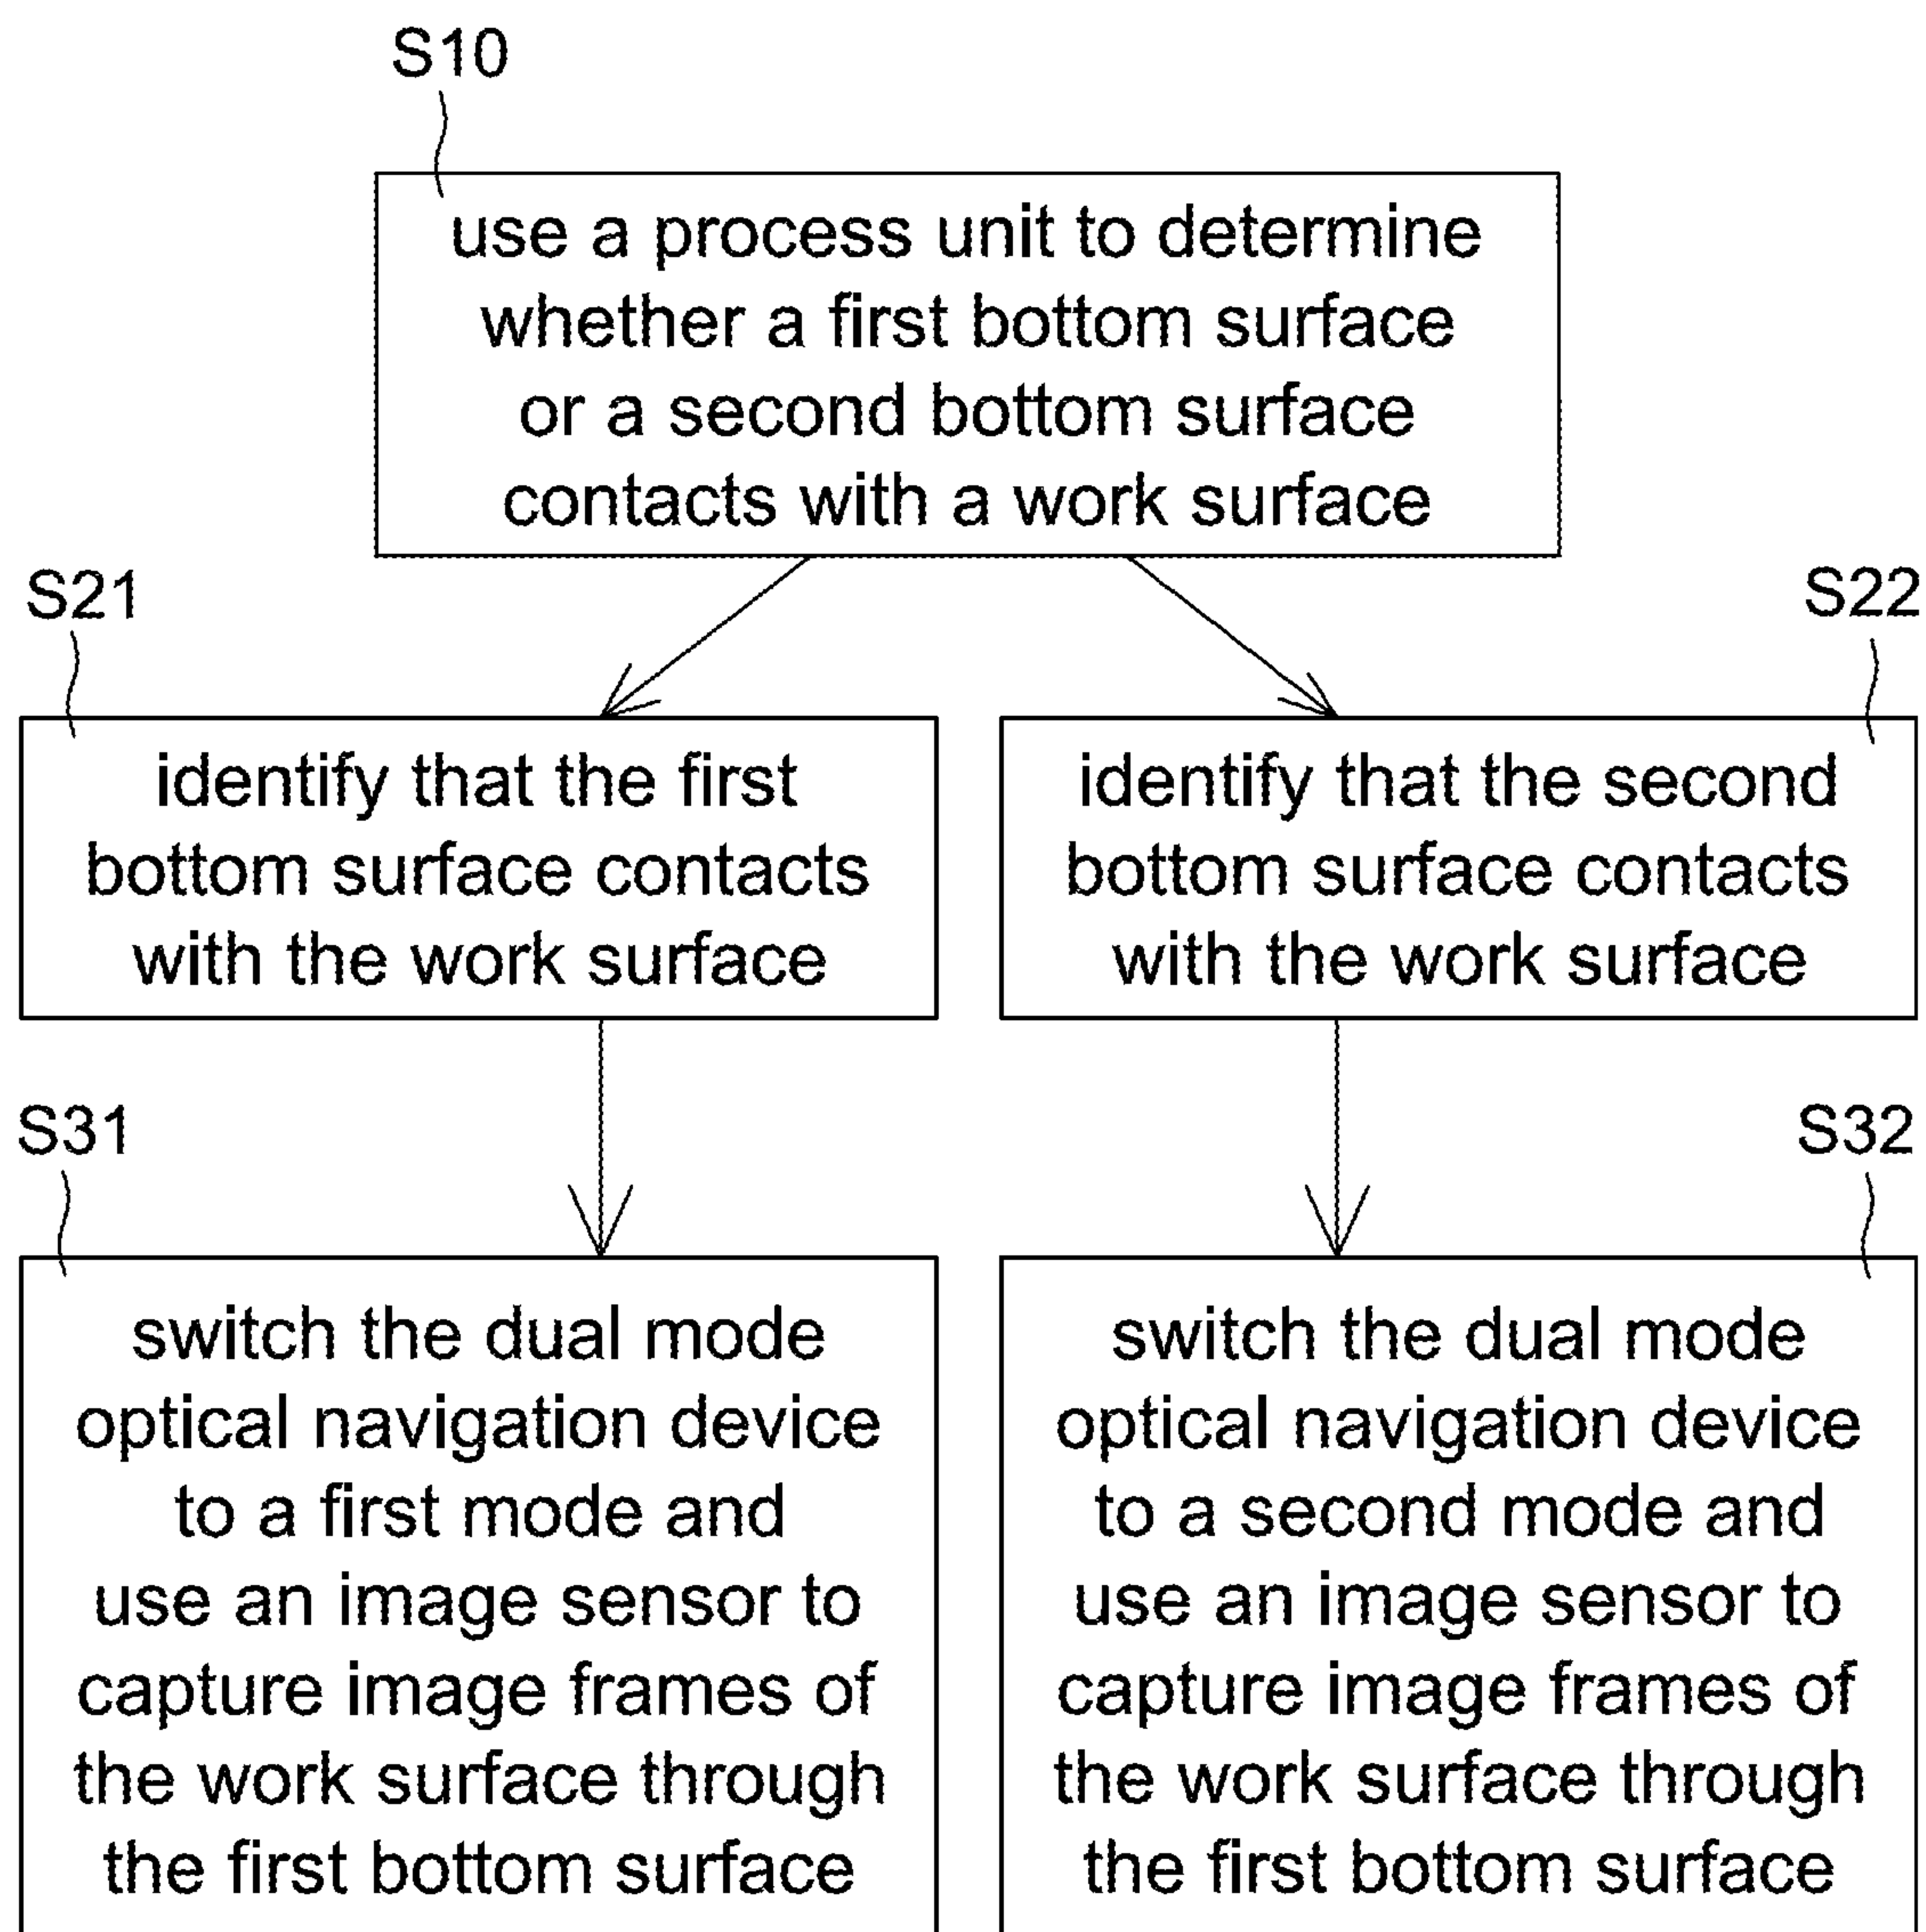 S10
use a process unit to determine
whether a first bottom surface
or a second bottom surface
contacts with a work surface
S21
identify that the first
bottom surface contacts
with the work surface
S22
identify that the second
bottom surface contacts
with the work surface
S31
switch the dual mode
optical navigation device
to a first mode and
use an image sensor to
capture image frames of
the work surface through
the first bottom surface
S32
switch the dual mode
optical navigation device
to a second mode and
use an image sensor to
capture image frames of
the work surface through
the first bottom surface